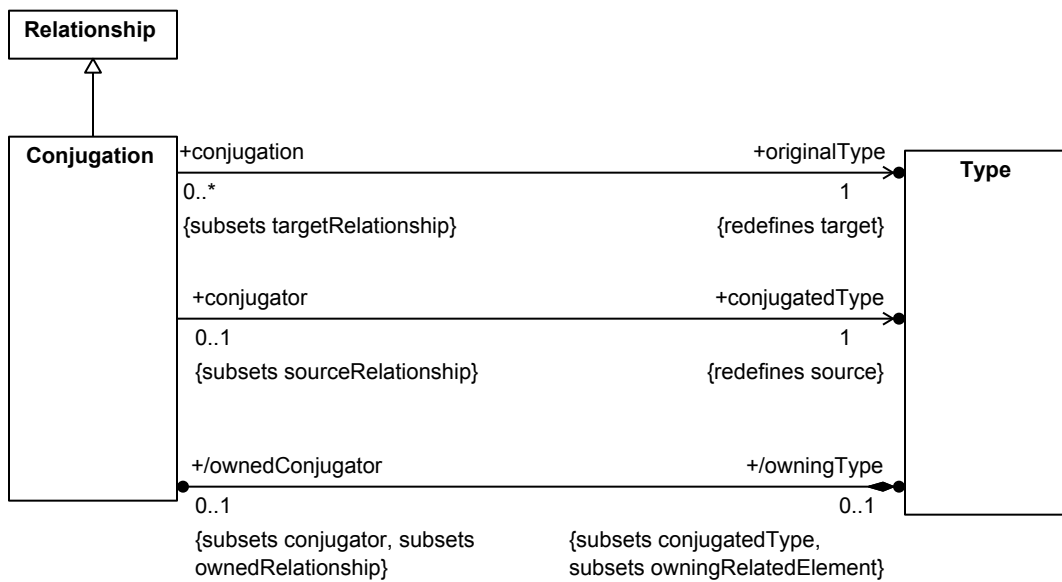 Relationship
Conjugation
Type
+conjugation
+originalType
0..*
1
{subsets targetRelationship}
{redefines target}
+conjugator
+conjugatedType
0..1
1
{subsets sourceRelationship}
{redefines source}
+/ownedConjugator
+/owningType
0..1
0..1
{subsets conjugator, subsets
ownedRelationship}
{subsets conjugatedType,
subsets owningRelatedElement}